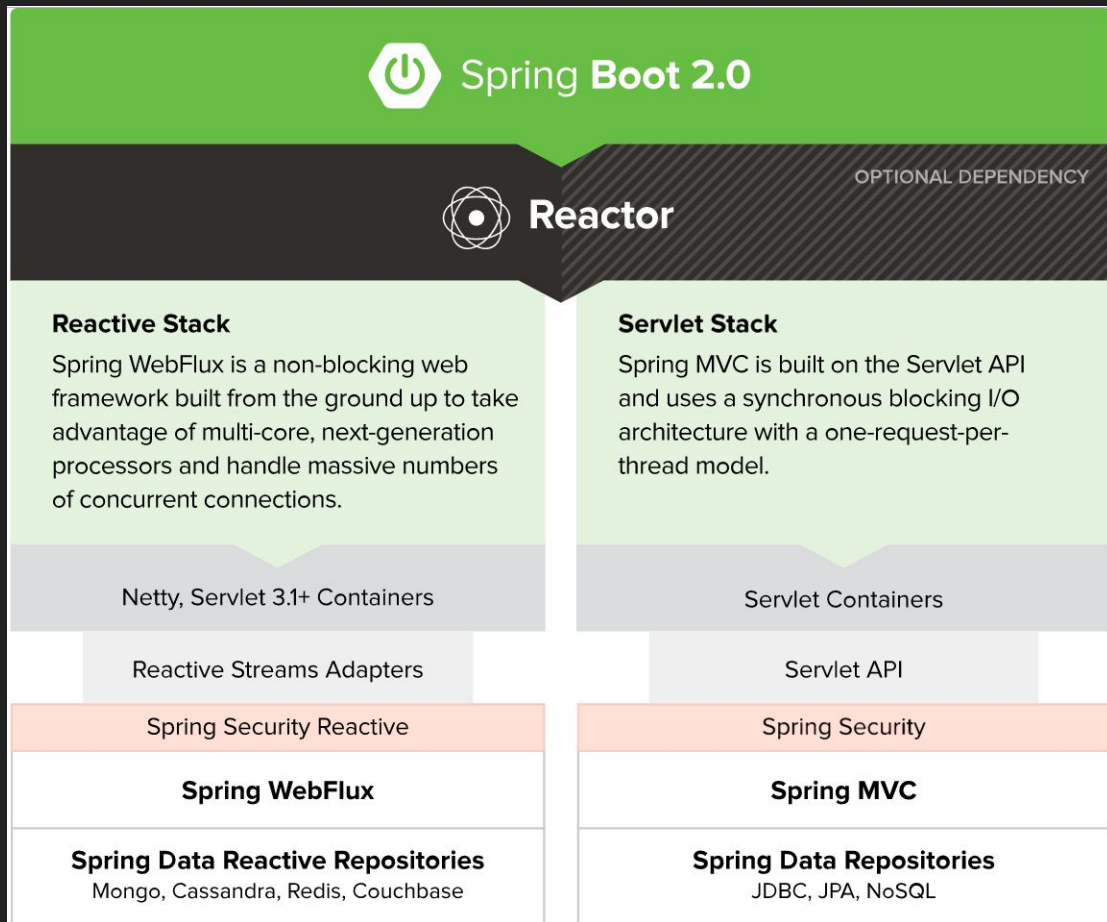 Spring Boot 2.0
OPTIONAL DEPENDENCY
Reactor
Reactive Stack
Spring WebFlux is a non-blocking web
framework built from the ground up to take
advantage of multi-core, next-generation
processors and handle massive numbers
of concurrent connections.
Servlet Stack
Spring MVC is built on the Servlet API
and uses a synchronous blocking I/O
architecture with a one-request-per-
thread model.
Netty, Servlet 3.1+ Containers
Servlet Containers
Reactive Streams Adapters
Servlet API
Spring Security Reactive
Spring Security
Spring WebFlux
Spring MVC
Spring Data Reactive Repositories
Mongo, Cassandra, Redis, Couchbase
Spring Data Repositories
JDBC, JPA, NoSQL